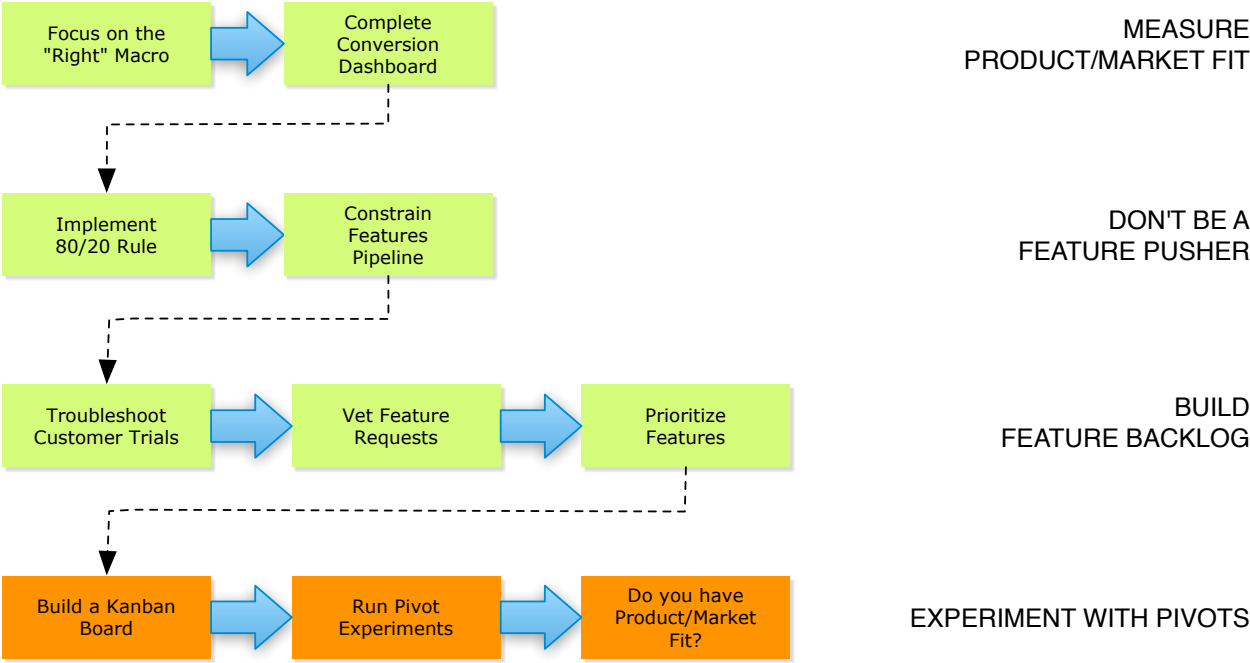 Focus on the
"Right" Macro
Complete
Conversion
Dashboard
MEASURE
PRODUCT/MARKET FIT
Implement
80/20 Rule
Constrain
Features
Pipeline
DON'T BE A
FEATURE PUSHER
Troubleshoot
Customer Trials
Vet Feature
Requests
Prioritize
Features
BUILD
FEATURE BACKLOG
Build a Kanban
Board
Run Pivot
Experiments
Do you have
Product/Market
Fit?
EXPERIMENT WITH PIVOTS